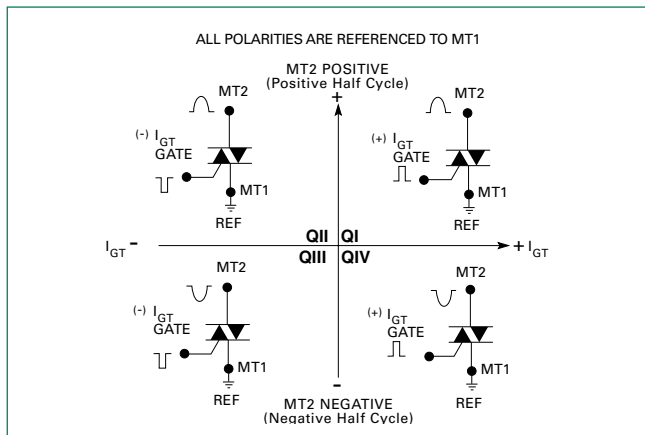 ALL POLARITIES ARE REFERENCED TO MT1
MT2 POSITIVE
(Positive Half Cycle)
+
MT2
(-) IGT
GATE
MT1
REF
MT2
(+) IGT
GATE
MT1
REF
IGT -
QII QI
QIII QIV
+ IGT
MT2
(-) IGT
GATE
MT1
REF
MT2
(+) IGT
GATE
MT1
REF
-
MT2 NEGATIVE
(Negative Half Cycle)